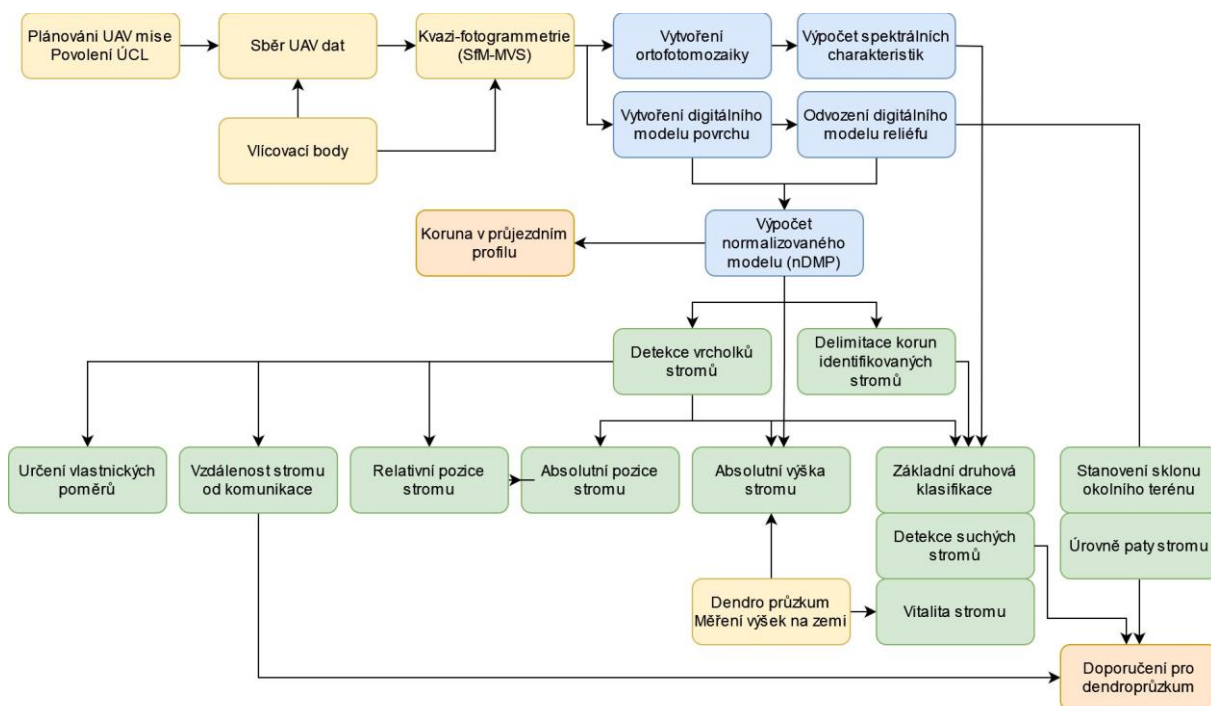 Plánování UAV mise
Povolení ÚCL
Sběr UAV dat
Kvazi-fotogrammetrie
(SfM-MVS)
Vytvoření
ortofotomozaiky
Výpočet spektrálních
charakteristik
Vlícovací body
Vytvoření digitálního
modelu povrchu
Odvození digitálního
modelu reliéfu
Koruna v průjezdním
profilu
Výpočet
normalizovaného
modelu (nDMP)
Detekce vrcholků
stromů
Delimitace korun
identifikovaných
stromů
Určení vlastnických
poměrů
Vzdálenost stromu
od komunikace
Relativní pozice
stromu
Absolutní pozice
stromu
Absolutní výška
stromu
Základní druhová
klasifikace
Stanovení sklonu
okolního terénu
Detekce suchých
stromů
Úrovně paty stromu
Dendro průzkum
Měření výšek na zemi
Vitalita stromu
Doporučení pro
dendroprůzkum